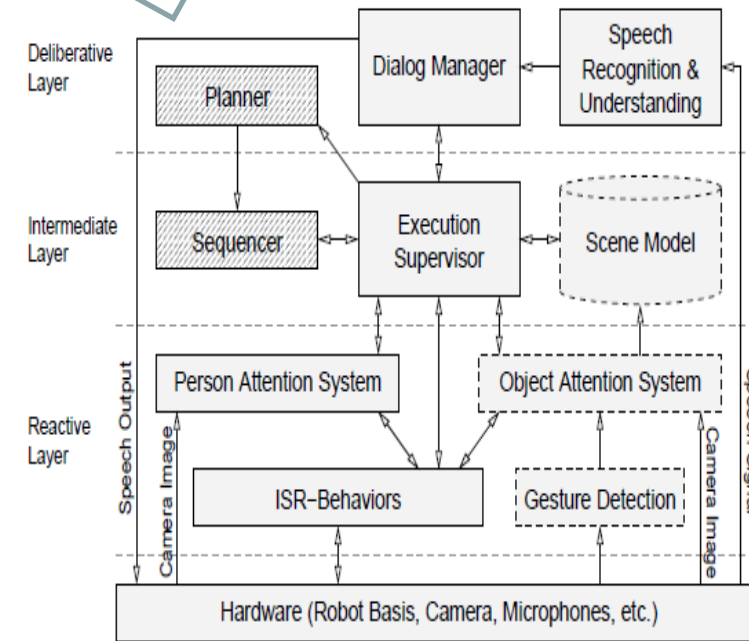 Deliberative
Layer
Planner
Dialog Manager
Speech
Recognition &
Understanding
Intermediate
Layer
Sequencer
Execution
Supervisor
Scene Model
Reactive
Layer
Speech Output
Camera Image
Person Attention System
Object Attention System
Camera Image
ISR-Behaviors
Gesture Detection
Hardware (Robot Basis, Camera, Microphones, etc.)